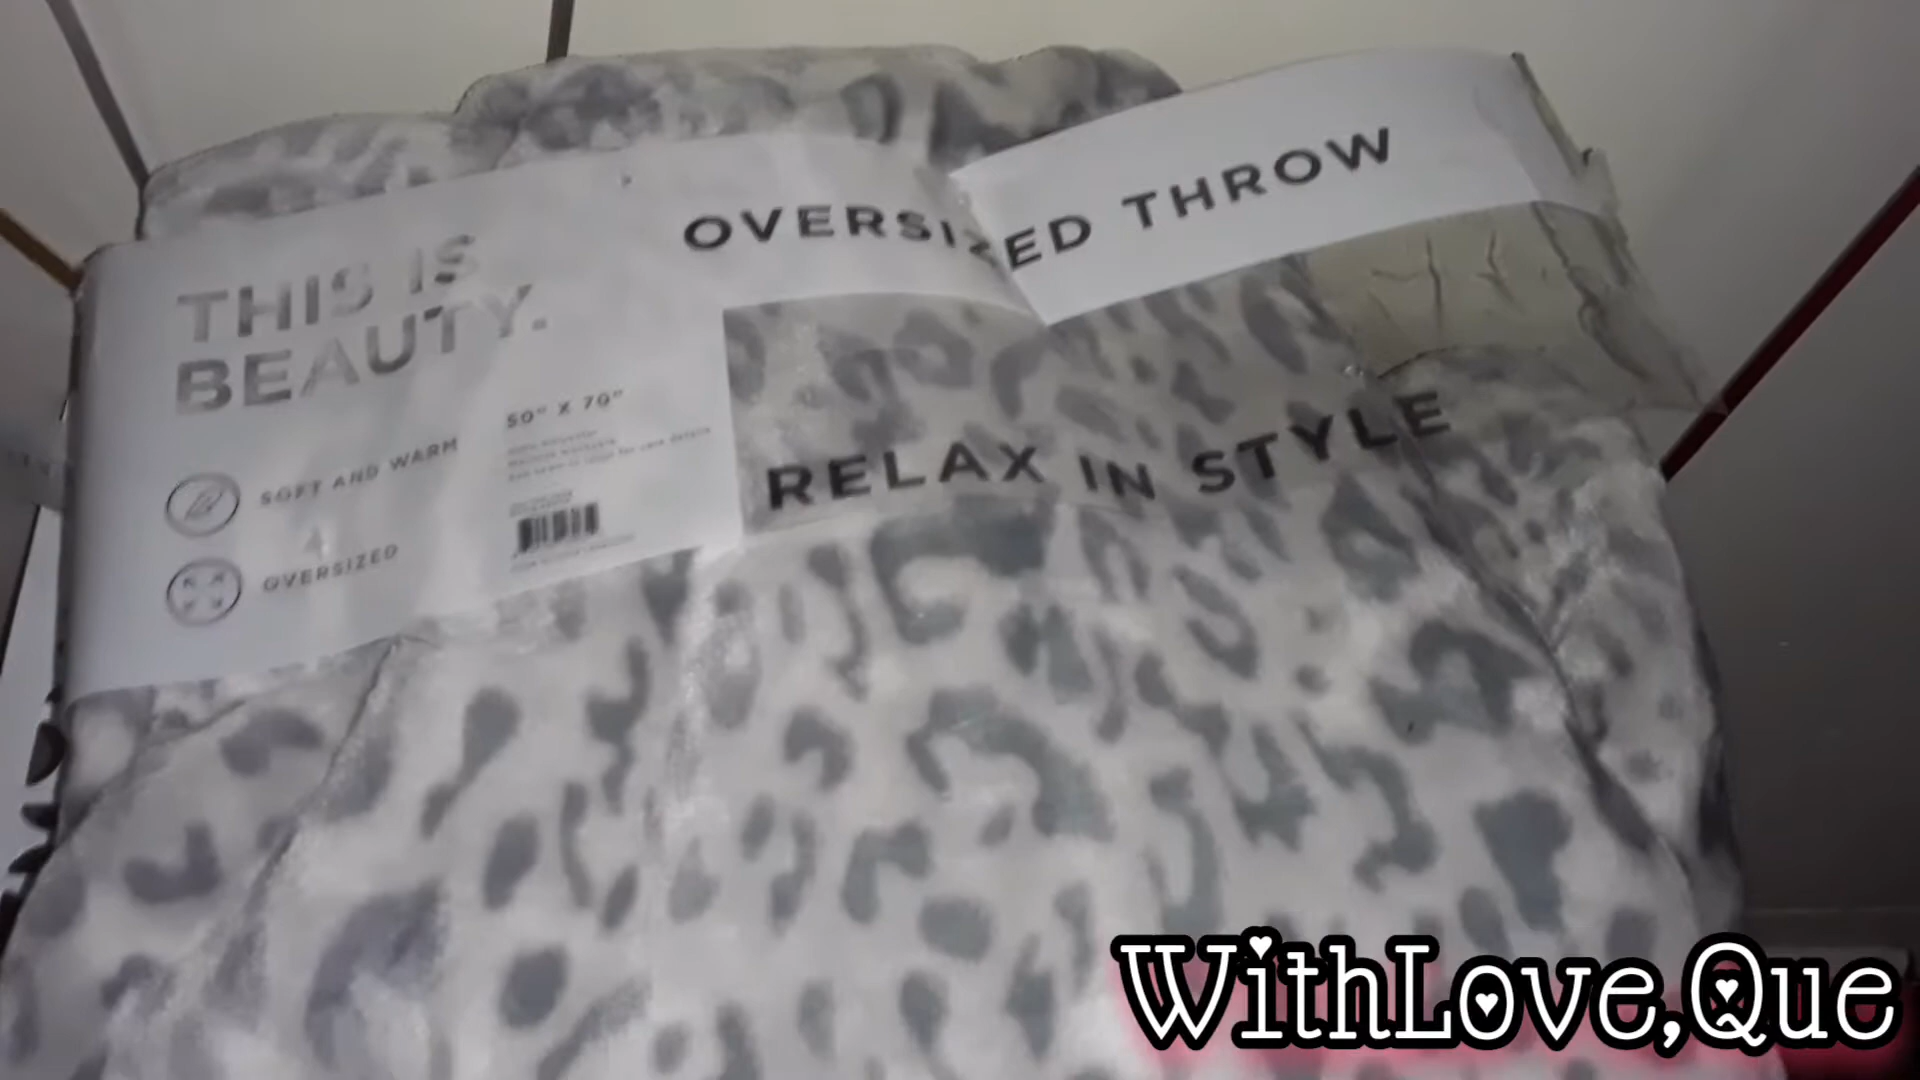 OVERSIZED THROW
THIS IS
BEAUTY.
50" X 70"
SOFT AND WARM
OVERSIZED
RELAX IN STYLE
WithLove,Que